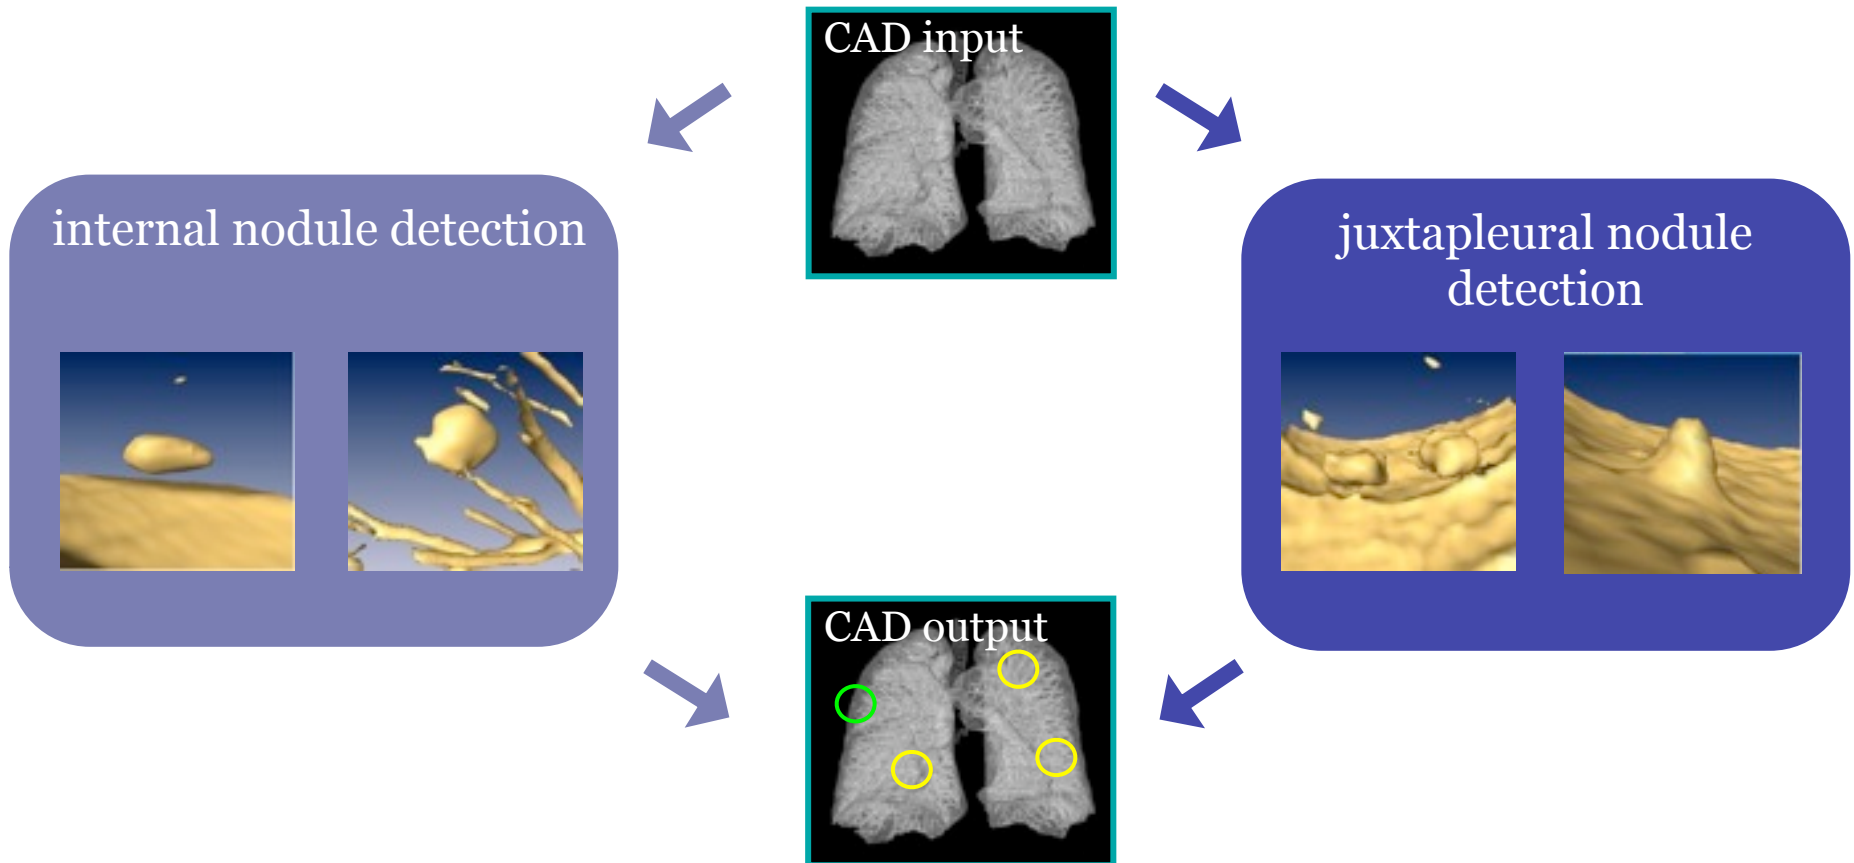 CAD input
internal nodule detection
juxtapleural nodule
detection
CAD output